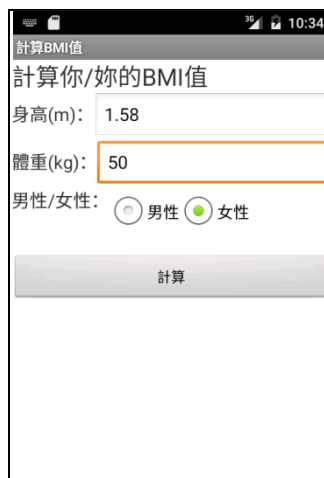 3G 10:34
計算BMI值
計算你/妳的BMI值
身高(m)： 1.58
體重(kg)： 50
男性/女性： 男性 女性
計算